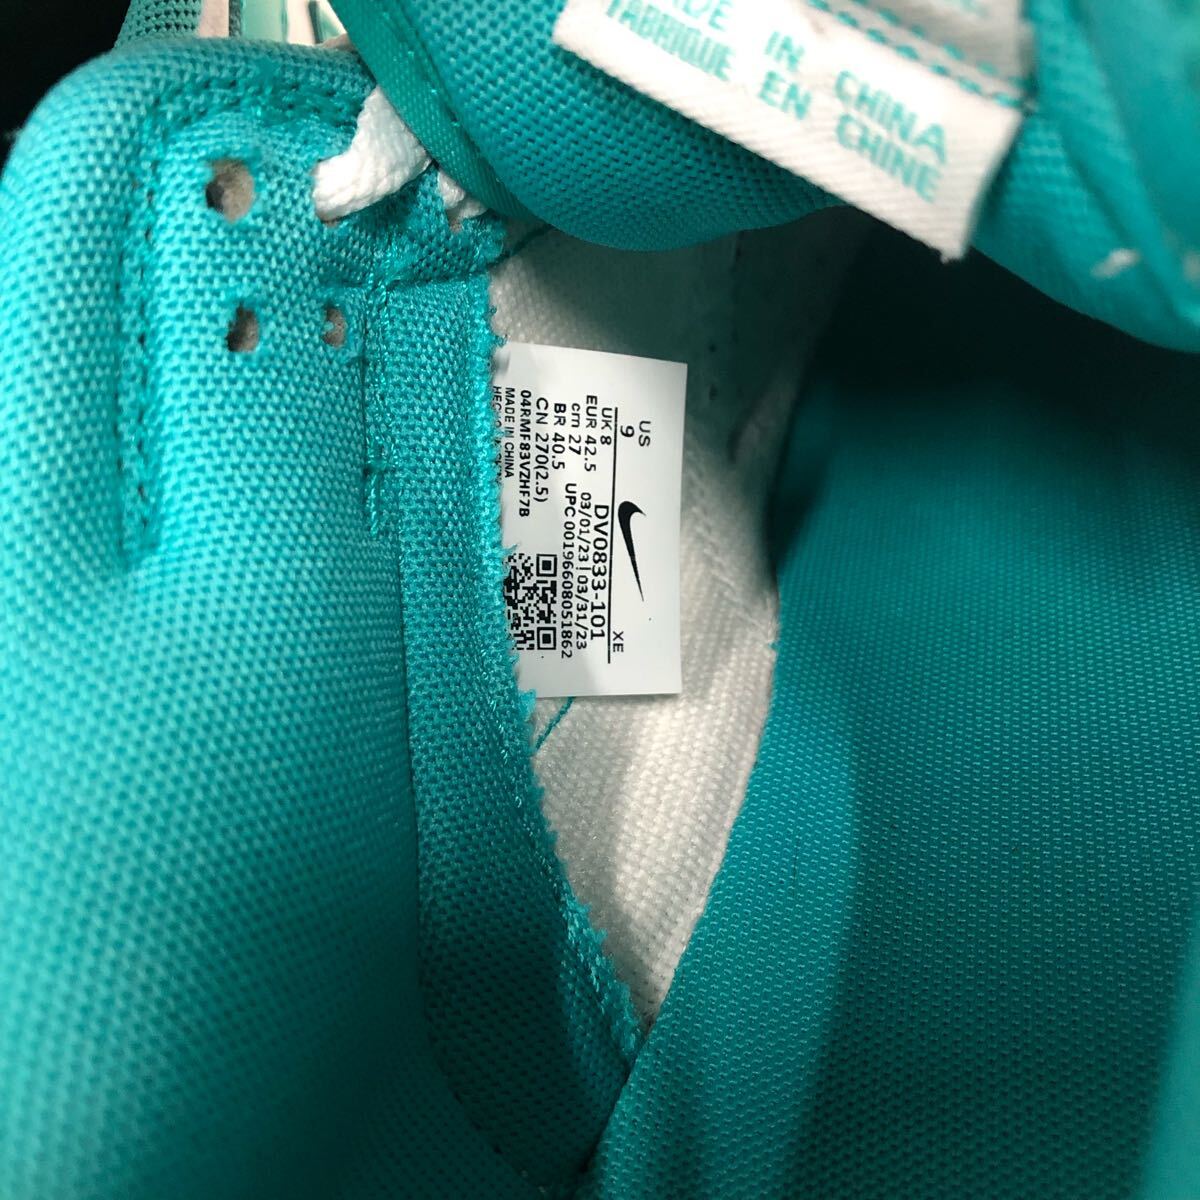 IN CHINA
FABRIQUE EN CHINE
US
9
XE
UK 8
EUR 42.5
cm 27
BR 40.5
CN 270(2.5)
DV0833-101
03/01/23 | 03/31/23
UPC 00196608051862
04RMF83VZHF7B
MADE IN CHINA